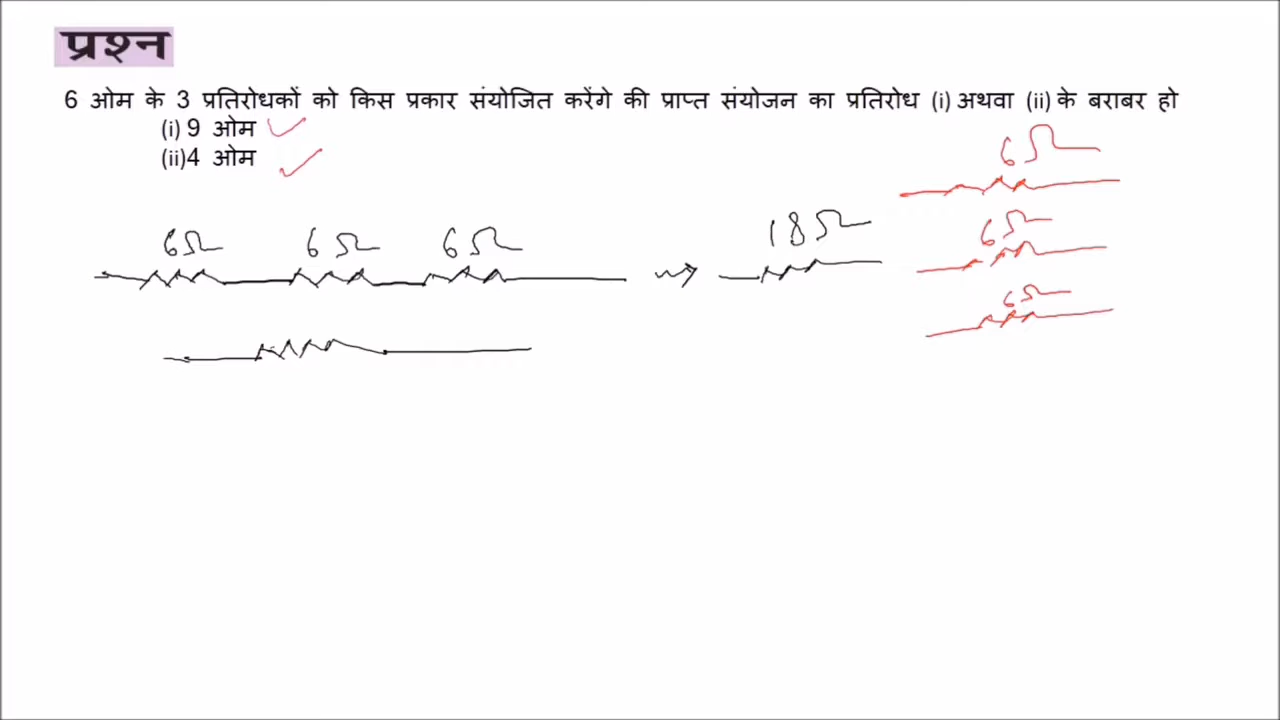 प्रश्न
6 ओम के 3 प्रतिरोधकों को किस प्रकार संयोजित करेंगे की प्राप्त संयोजन का प्रतिरोध (i) अथवा (ii) के बराबर हो
(i) 9 ओम
(ii)4 ओम
6Ω
6Ω 6Ω 6Ω 18Ω 6Ω
6Ω